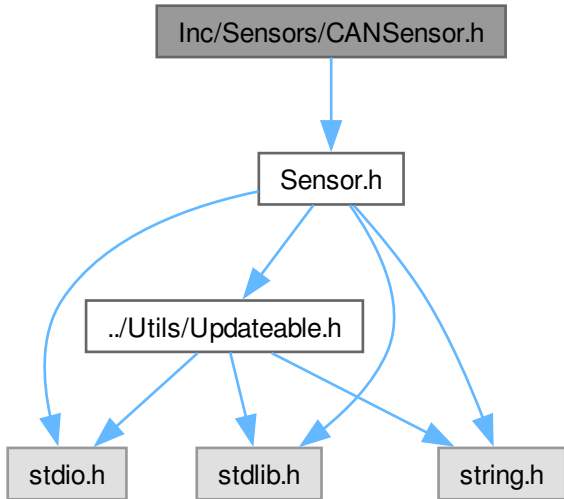 Inc/Sensors/CANSensor.h
Sensor.h
../Utils/Updateable.h
stdio.h
stdlib.h
string.h